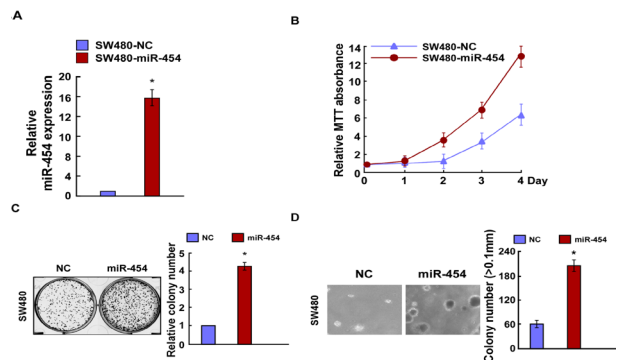 A
SW480-NC
SW480-miR-454
Relative
miR-454 expression
20
16
12
8
4
0
*
B
SW480-NC
SW480-miR-454
Relative MTT absorbance
14
12
10
8
6
4
2
0
0 1 2 3 4 Day
C
NC miR-454
SW480
NC miR-454
Relative colony number
5
4
3
2
1
0
*
D
NC miR-454
SW480
NC miR-454
Colony number (>0.1mm)
240
180
120
60
0
*